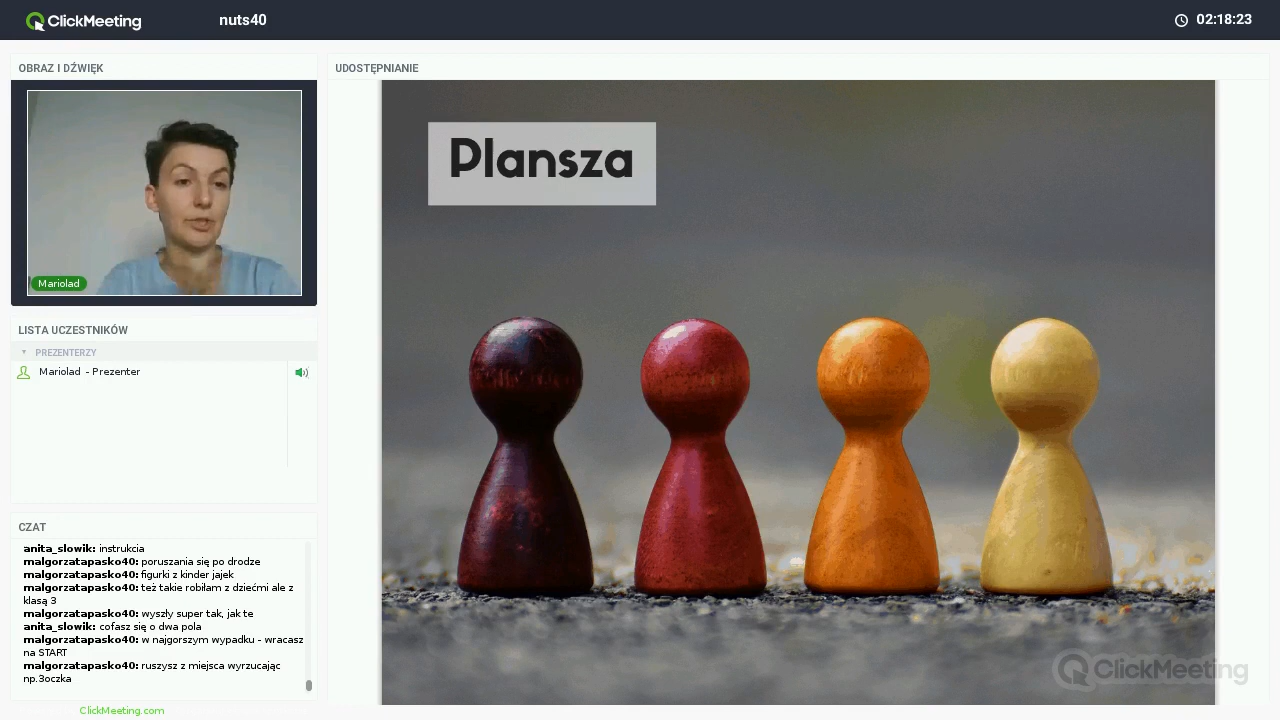 ClickMeeting
nuts40
02:18:23
OBRAZ I DŹWIĘK
UDOSTĘPNIANIE
Mariolad
Plansza
LISTA UCZESTNIKÓW
PREZENTERZY
Mariolad - Prezenter
CZAT
anita_slowik: instrukcia
malgorzatapasko40: poruszania się po drodze
malgorzatapasko40: figurki z kinder jajek
malgorzatapasko40: też takie robiłam z dziećmi ale z
klasą 3
malgorzatapasko40: wyszły super tak, jak te
anita_slowik: cofasz się o dwa pola
malgorzatapasko40: w najgorszym wypadku - wracasz
na START
malgorzatapasko40: ruszysz z miejsca wyrzucając
np.3oczka
ClickMeeting
ClickMeeting.com